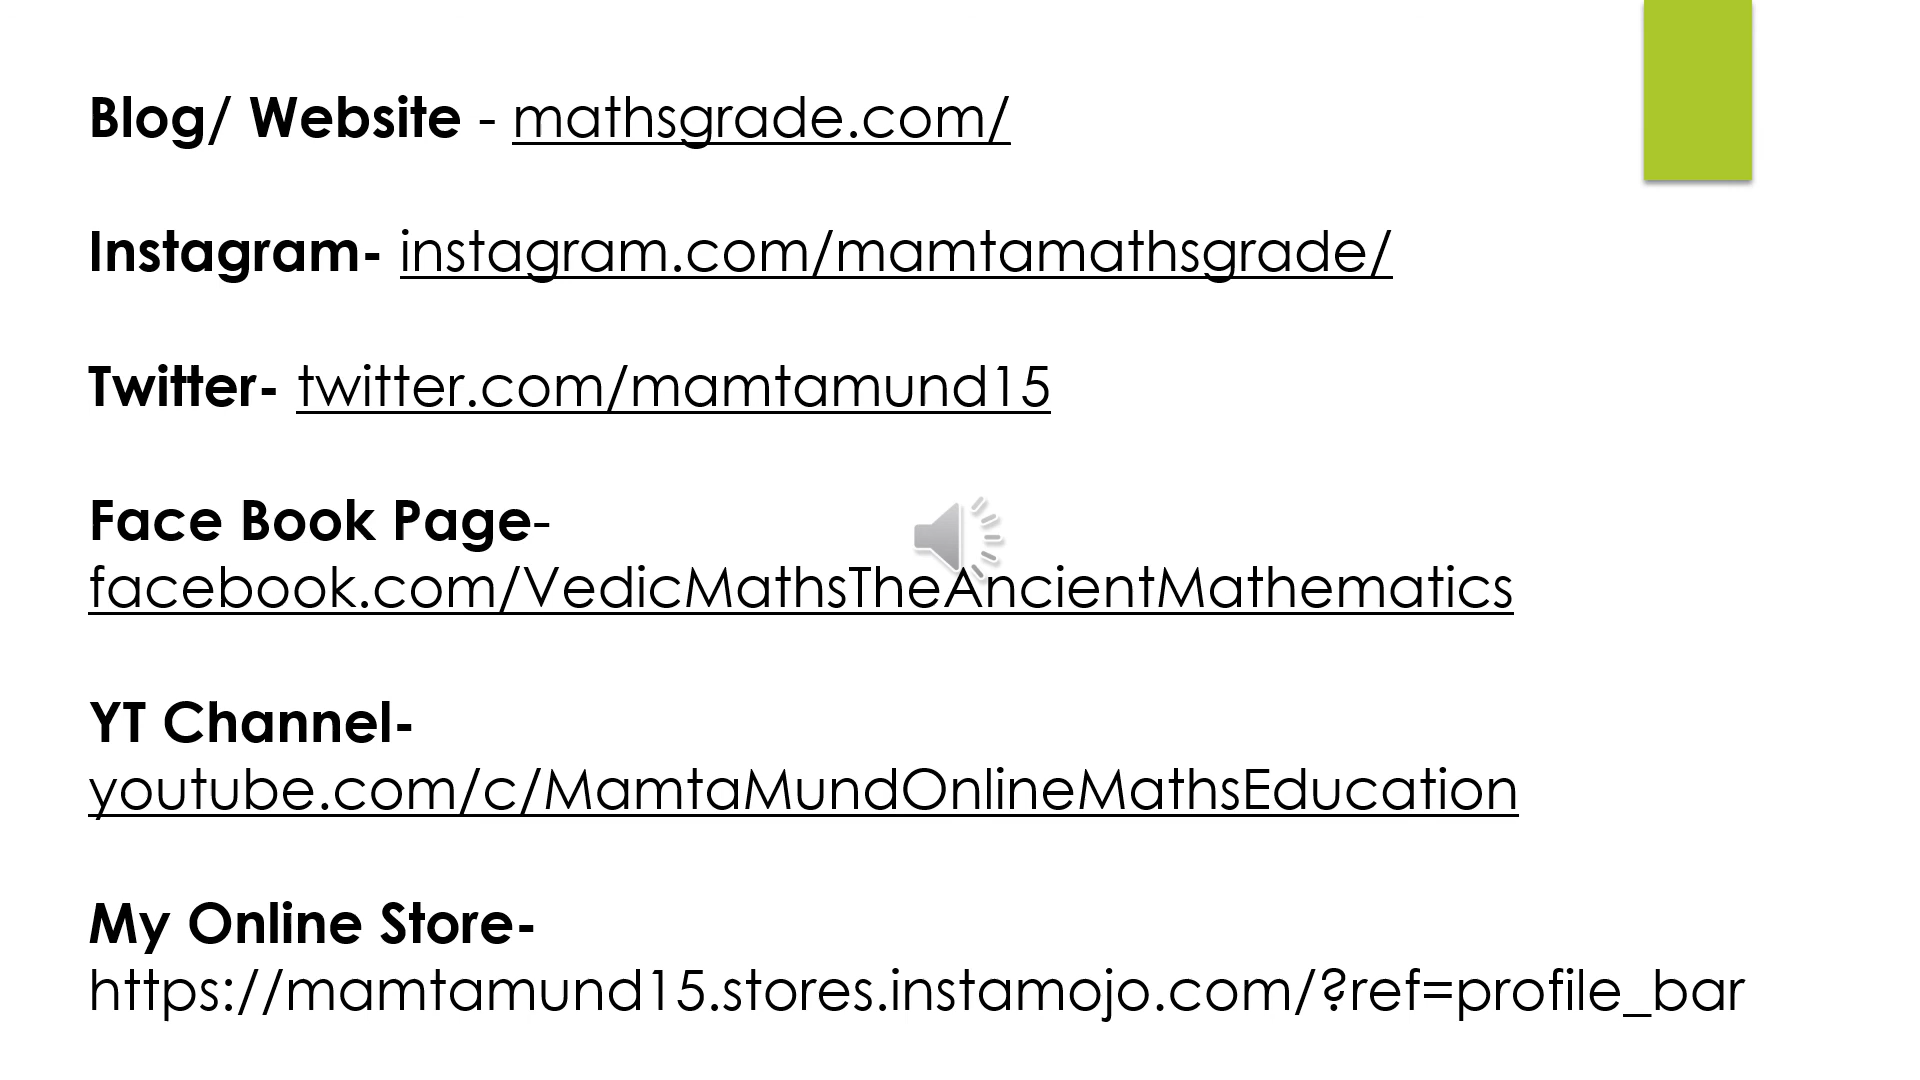 Blog/ Website - mathsgrade.com/
Instagram- instagram.com/mamtamathsgrade/
Twitter- twitter.com/mamtamund15
Face Book Page-
facebook.com/VedicMathsTheAncientMathematics
YT Channel-
youtube.com/c/MamtaMundOnlineMathsEducation
My Online Store-
https://mamtamund15.stores.instamojo.com/?ref=profile_bar